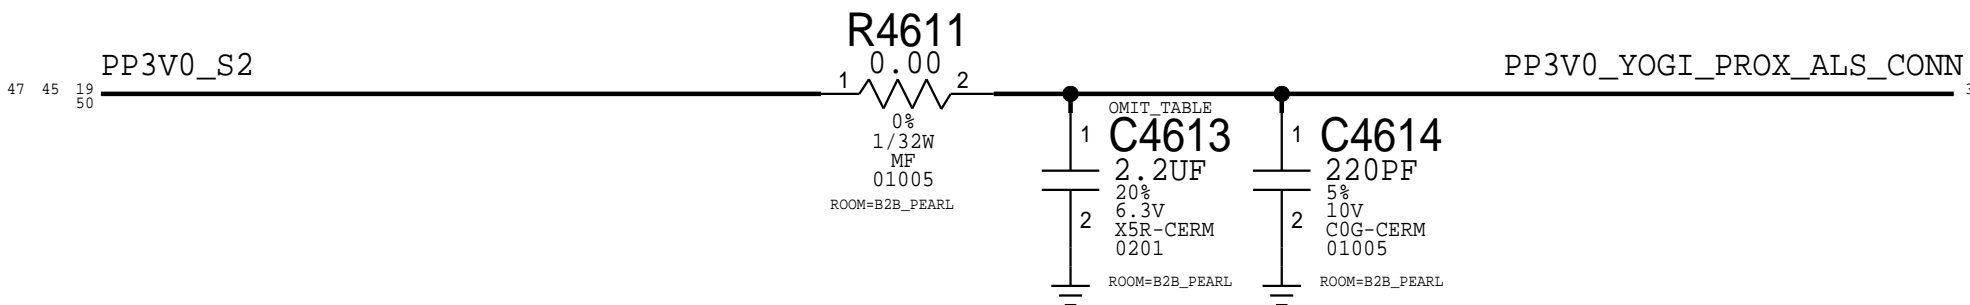 R4611
0.00
PP3V0_S2
PP3V0_YOGI_PROX_ALS_CONN
47 45 19
50
1
2
0%
1/32W
MF
01005
ROOM=B2B_PEARL
OMIT_TABLE
1
C4613
2.2UF
20%
6.3V
X5R-CERM
0201
2
ROOM=B2B_PEARL
1
C4614
220PF
5%
10V
C0G-CERM
01005
2
ROOM=B2B_PEARL